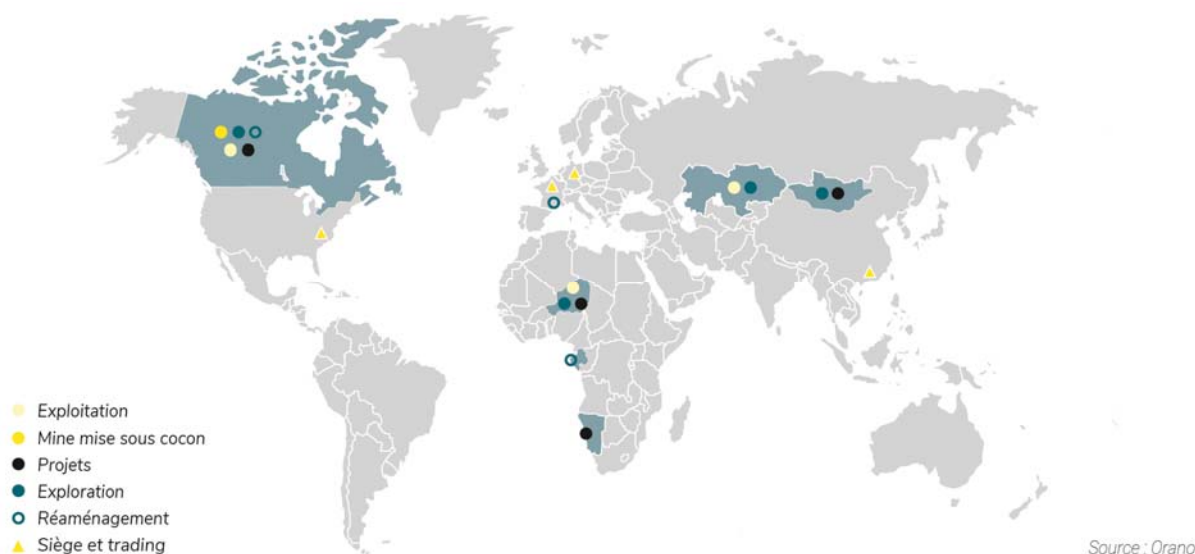 Exploitation
Mine mise sous cocon
Projets
Exploration
Réaménagement
Siège et trading
Source : Orano